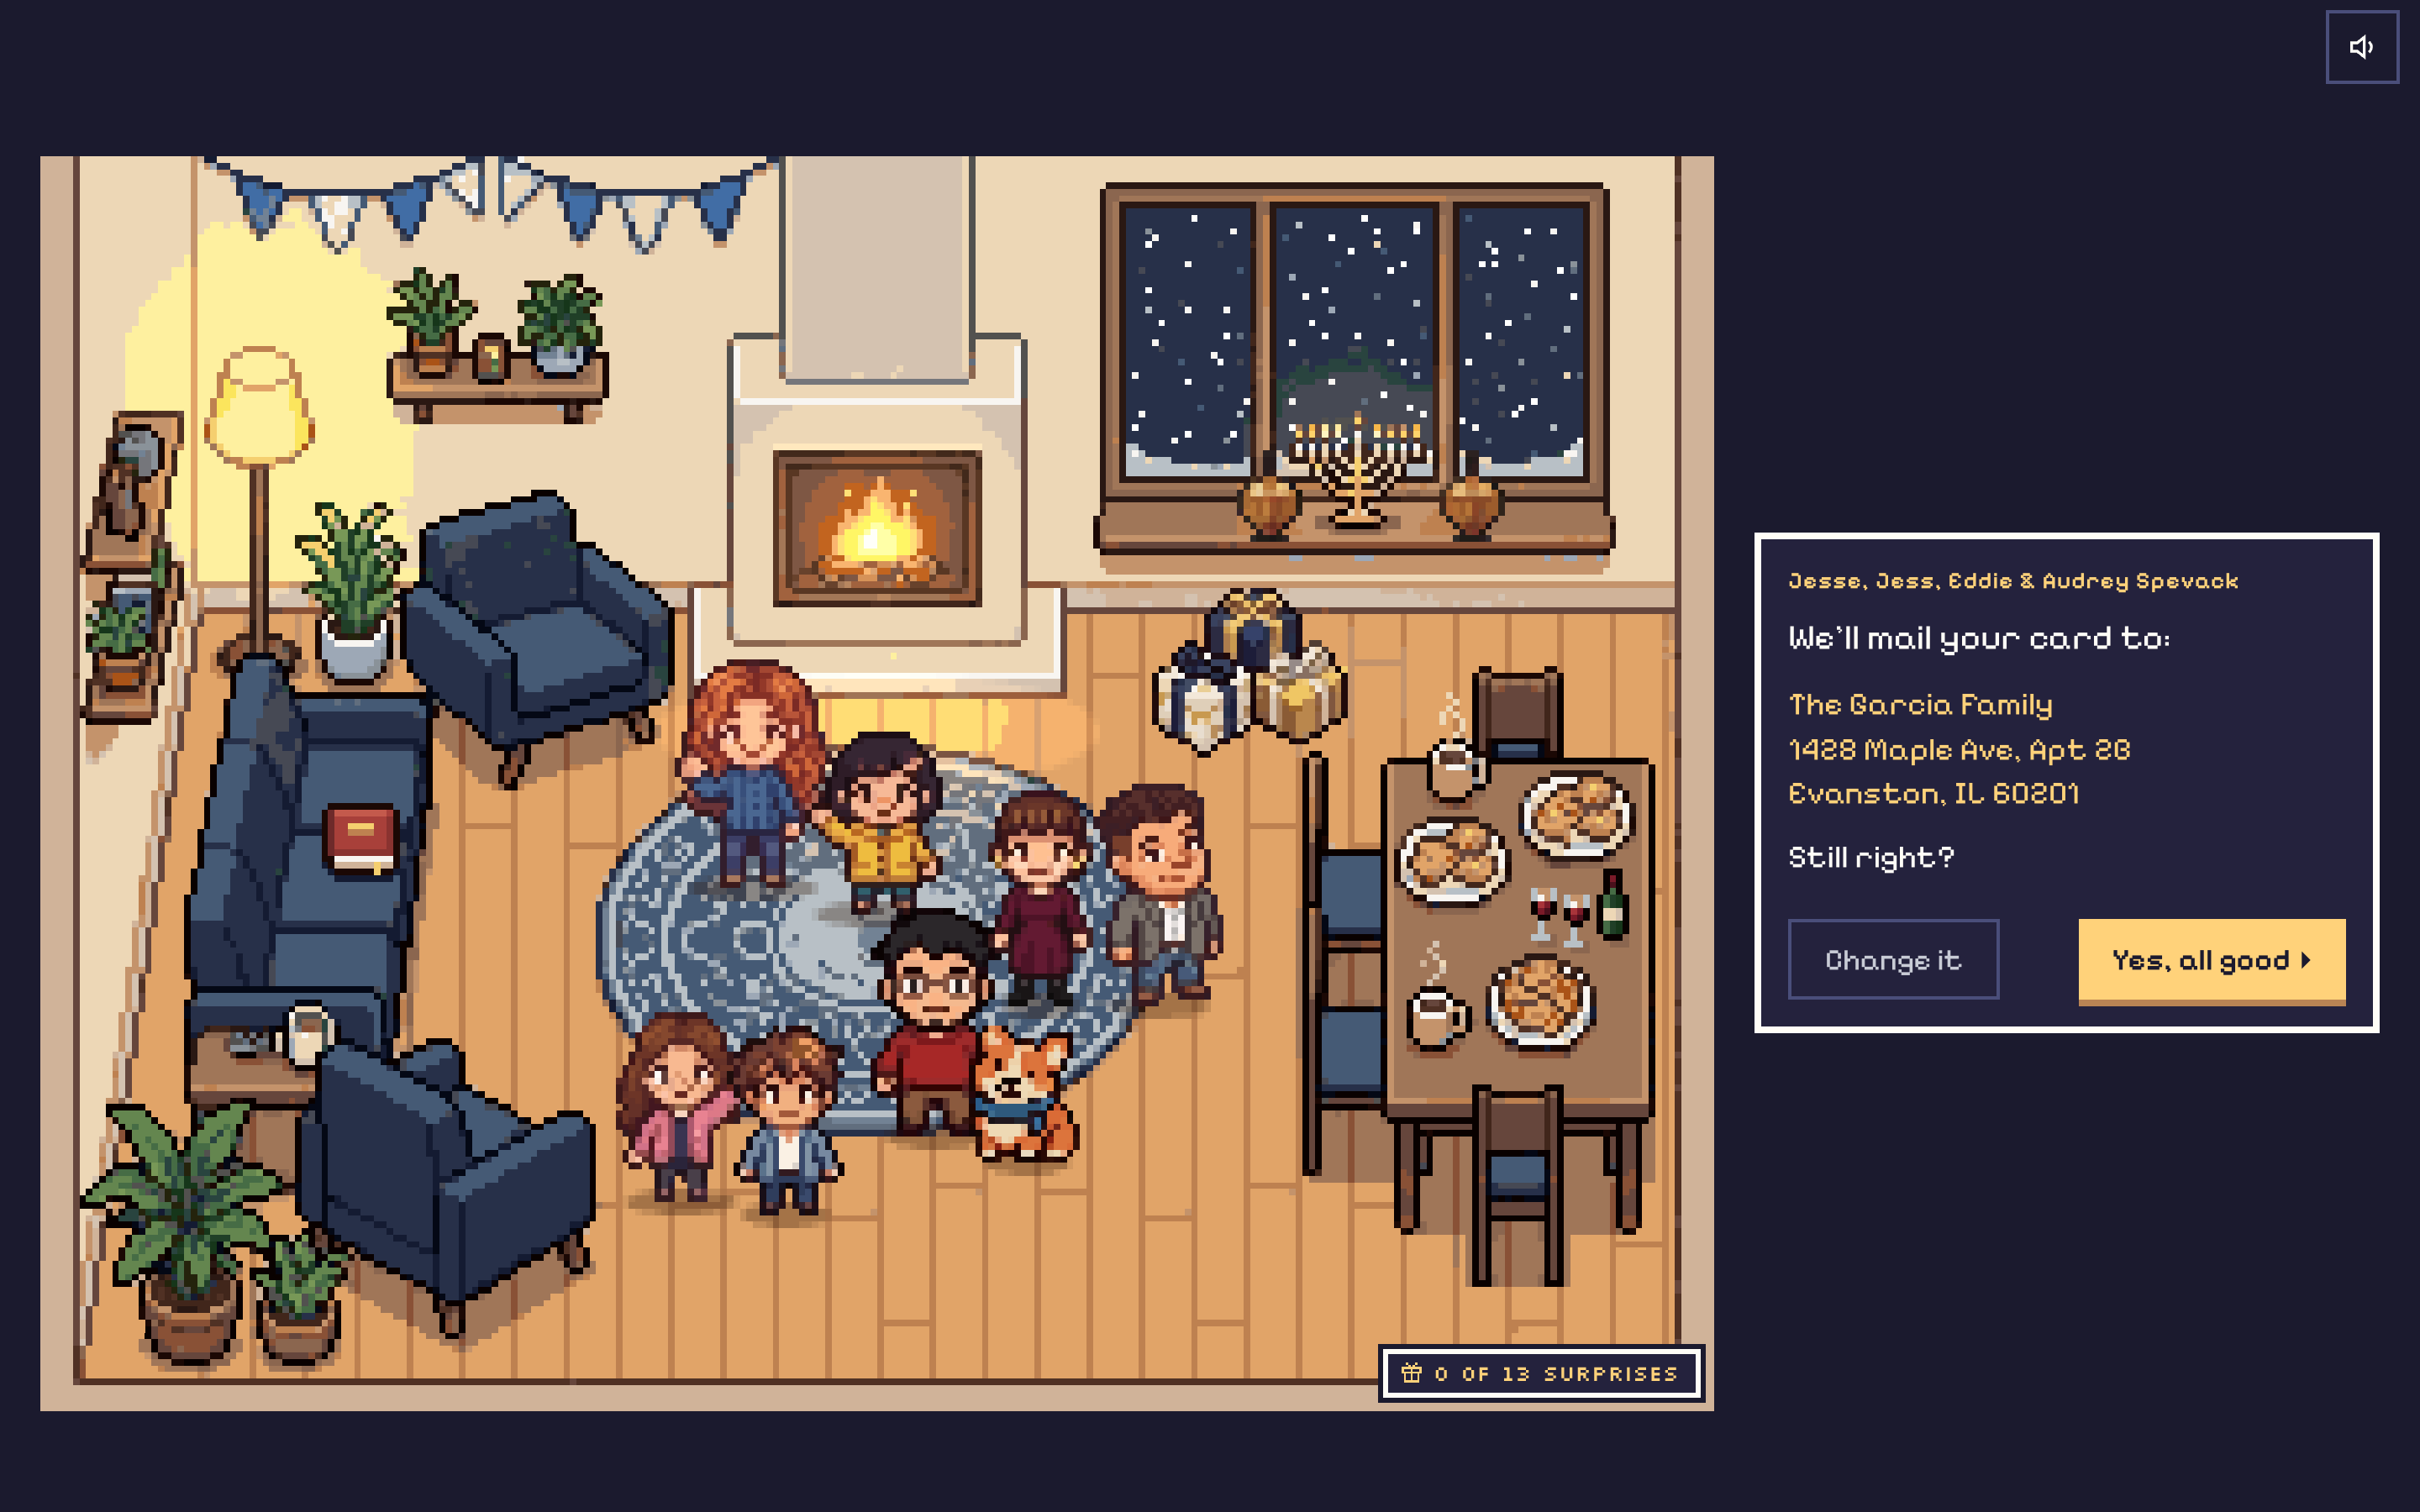 Jesse, Jess, Eddie & Audrey Spevack
We'll mail your card to:
The Garcia Family
1428 Maple Ave, Apt 2B
Evanston, IL 60201
Still right?
Change it
Yes, all good
0 OF 13 SURPRISES